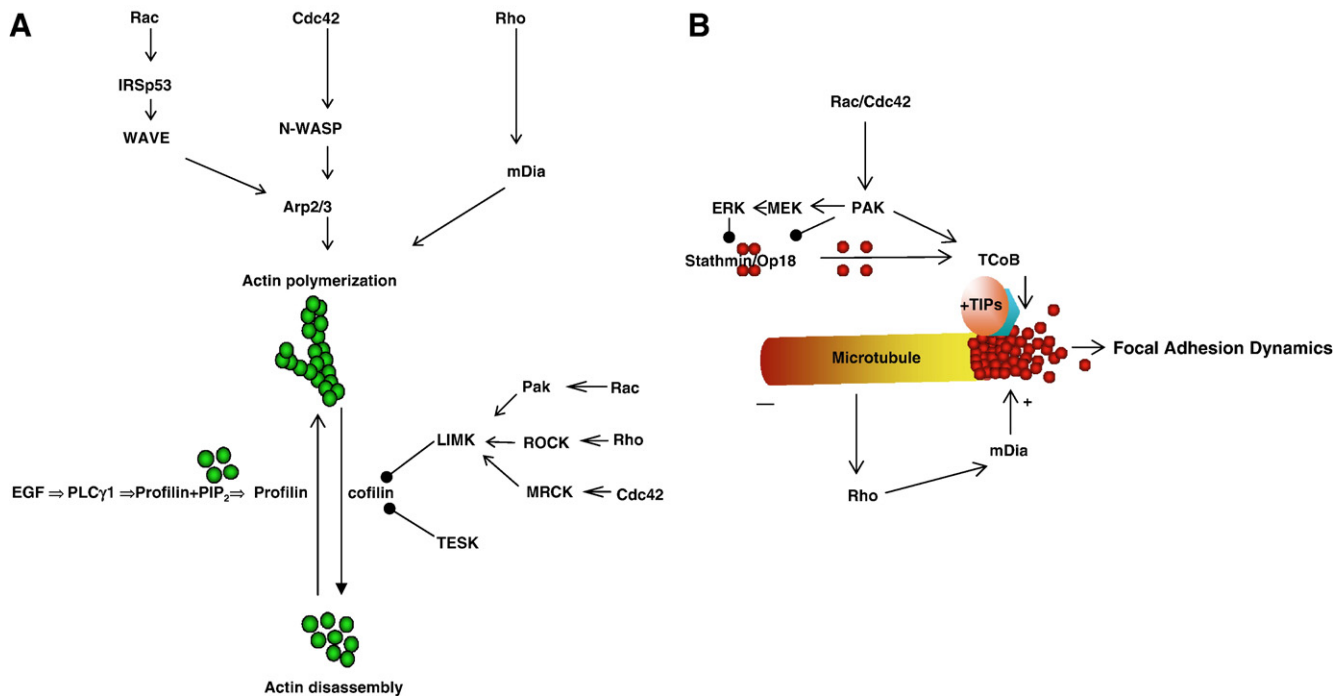 A
Rac
Cdc42
Rho
IRSp53
WAVE
N-WASP
mDia
Arp2/3
Actin polymerization
Pak
Rac
LIMK
ROCK
Rho
EGF ⇒ PLCγ1 ⇒Profilin+PIP₂⇒ Profilin
cofilin
MRCK
Cdc42
TESK
Actin disassembly
B
Rac/Cdc42
ERK
MEK
PAK
Stathmin/Op18
TCoB
+TIPs
Microtubule
Focal Adhesion Dynamics
—
+
mDia
Rho